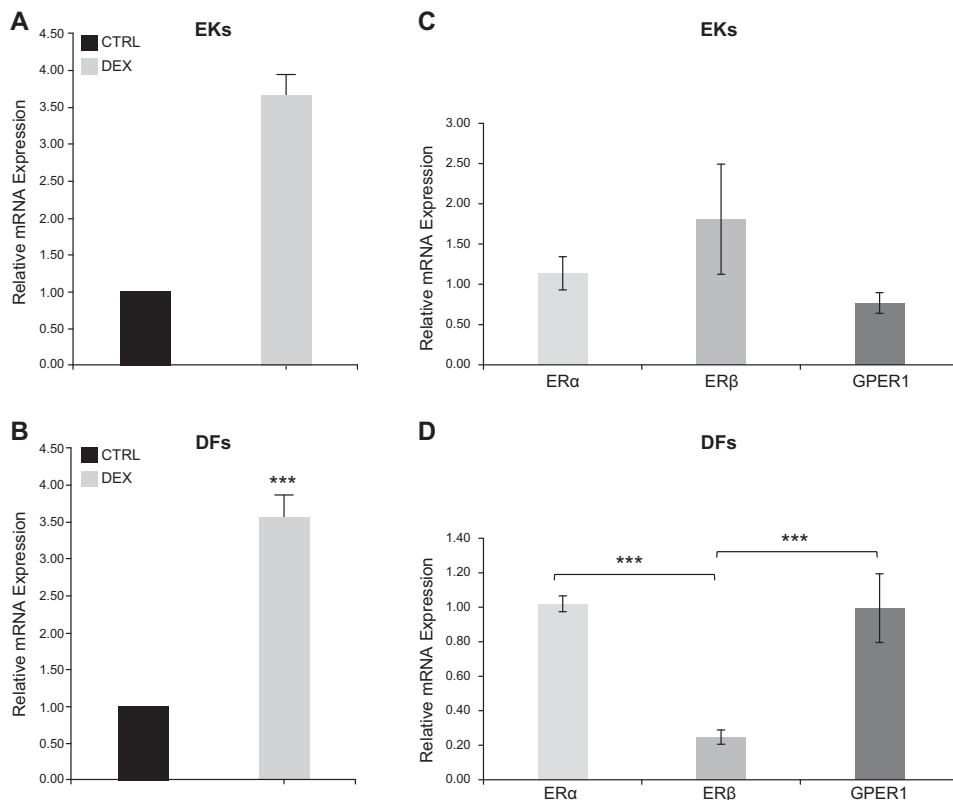 A
EKs
CTRL
DEX
Relative mRNA Expression
4.50
4.00
3.50
3.00
2.50
2.00
1.50
1.00
0.50
0.00
C
EKs
Relative mRNA Expression
3.00
2.50
2.00
1.50
1.00
0.50
0.00
ERα
ERβ
GPER1
B
DFs
CTRL
DEX
***
Relative mRNA Expression
4.50
4.00
3.50
3.00
2.50
2.00
1.50
1.00
0.50
0.00
D
DFs
***
***
Relative mRNA Expression
1.40
1.20
1.00
0.80
0.60
0.40
0.20
0.00
ERα
ERβ
GPER1